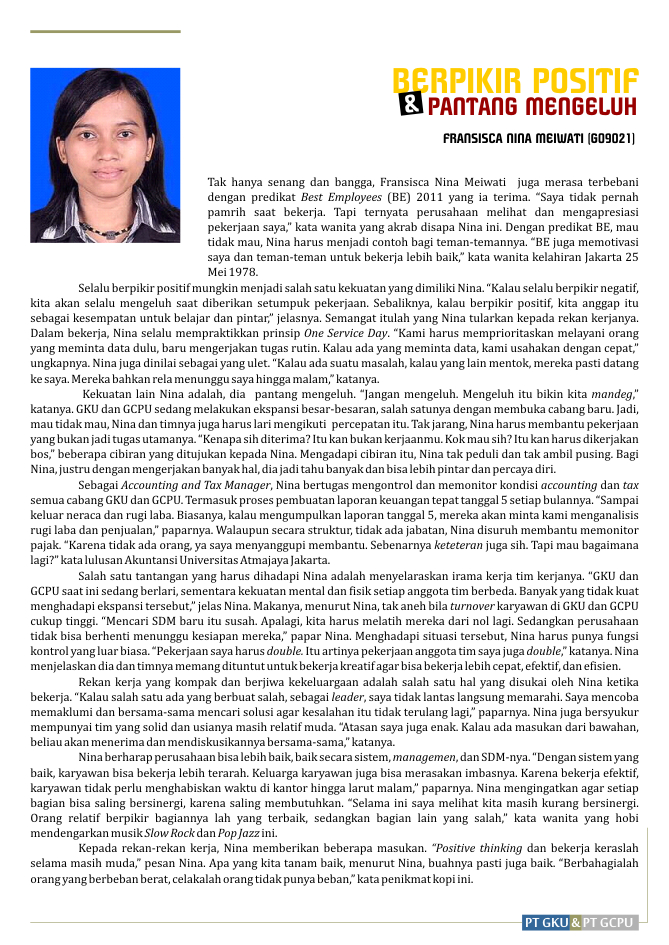 BERPIKIR POSITIF
& PANTANG MENGELUH
FRANSISCA NINA MEIWATI (G09021)
Tak hanya senang dan bangga, Fransisca Nina Meiwati juga merasa terbebani
dengan predikat Best Employees (BE) 2011 yang ia terima. “Saya tidak pernah
pamrih saat bekerja. Tapi ternyata perusahaan melihat dan mengapresiasi
pekerjaan saya,” kata wanita yang akrab disapa Nina ini. Dengan predikat BE, mau
tidak mau, Nina harus menjadi contoh bagi teman-temannya. “BE juga memotivasi
saya dan teman-teman untuk bekerja lebih baik,” kata wanita kelahiran Jakarta 25
Mei 1978.
Selalu berpikir positif mungkin menjadi salah satu kekuatan yang dimiliki Nina. “Kalau selalu berpikir negatif,
kita akan selalu mengeluh saat diberikan setumpuk pekerjaan. Sebaliknya, kalau berpikir positif, kita anggap itu
sebagai kesempatan untuk belajar dan pintar,” jelasnya. Semangat itulah yang Nina tularkan kepada rekan kerjanya.
Dalam bekerja, Nina selalu mempraktikkan prinsip One Service Day. “Kami harus memprioritaskan melayani orang
yang meminta data dulu, baru mengerjakan tugas rutin. Kalau ada yang meminta data, kami usahakan dengan cepat,”
ungkapnya. Nina juga dinilai sebagai yang ulet. “Kalau ada suatu masalah, kalau yang lain mentok, mereka pasti datang
ke saya. Mereka bahkan rela menunggu saya hingga malam,” katanya.
Kekuatan lain Nina adalah, dia pantang mengeluh. “Jangan mengeluh. Mengeluh itu bikin kita mandeg,”
katanya. GKU dan GCPU sedang melakukan ekspansi besar-besaran, salah satunya dengan membuka cabang baru. Jadi,
mau tidak mau, Nina dan timnya juga harus lari mengikuti percepatan itu. Tak jarang, Nina harus membantu pekerjaan
yang bukan jadi tugas utamanya. “Kenapa sih diterima? Itu kan bukan kerjaanmu. Kok mau sih? Itu kan harus dikerjakan
bos,” beberapa cibiran yang ditujukan kepada Nina. Mengadapi cibiran itu, Nina tak peduli dan tak ambil pusing. Bagi
Nina, justru dengan mengerjakan banyak hal, dia jadi tahu banyak dan bisa lebih pintar dan percaya diri.
Sebagai Accounting and Tax Manager, Nina bertugas mengontrol dan memonitor kondisi accounting dan tax
semua cabang GKU dan GCPU. Termasuk proses pembuatan laporan keuangan tepat tanggal 5 setiap bulannya. “Sampai
keluar neraca dan rugi laba. Biasanya, kalau mengumpulkan laporan tanggal 5, mereka akan minta kami menganalisis
rugi laba dan penjualan,” paparnya. Walaupun secara struktur, tidak ada jabatan, Nina disuruh membantu memonitor
pajak. “Karena tidak ada orang, ya saya menyanggupi membantu. Sebenarnya keteteran juga sih. Tapi mau bagaimana
lagi?” kata lulusan Akuntansi Universitas Atmajaya Jakarta.
Salah satu tantangan yang harus dihadapi Nina adalah menyelaraskan irama kerja tim kerjanya. “GKU dan
GCPU saat ini sedang berlari, sementara kekuatan mental dan fisik setiap anggota tim berbeda. Banyak yang tidak kuat
menghadapi ekspansi tersebut,” jelas Nina. Makanya, menurut Nina, tak aneh bila turnover karyawan di GKU dan GCPU
cukup tinggi. “Mencari SDM baru itu susah. Apalagi, kita harus melatih mereka dari nol lagi. Sedangkan perusahaan
tidak bisa berhenti menunggu kesiapan mereka,” papar Nina. Menghadapi situasi tersebut, Nina harus punya fungsi
kontrol yang luar biasa. “Pekerjaan saya harus double. Itu artinya pekerjaan anggota tim saya juga double,” katanya. Nina
menjelaskan dia dan timnya memang dituntut untuk bekerja kreatif agar bisa bekerja lebih cepat, efektif, dan efisien.
Rekan kerja yang kompak dan berjiwa kekeluargaan adalah salah satu hal yang disukai oleh Nina ketika
bekerja. “Kalau salah satu ada yang berbuat salah, sebagai leader, saya tidak lantas langsung memarahi. Saya mencoba
memaklumi dan bersama-sama mencari solusi agar kesalahan itu tidak terulang lagi,” paparnya. Nina juga bersyukur
mempunyai tim yang solid dan usianya masih relatif muda. “Atasan saya juga enak. Kalau ada masukan dari bawahan,
beliau akan menerima dan mendiskusikannya bersama-sama,” katanya.
Nina berharap perusahaan bisa lebih baik, baik secara sistem, managemen, dan SDM-nya. “Dengan sistem yang
baik, karyawan bisa bekerja lebih terarah. Keluarga karyawan juga bisa merasakan imbasnya. Karena bekerja efektif,
karyawan tidak perlu menghabiskan waktu di kantor hingga larut malam,” paparnya. Nina mengingatkan agar setiap
bagian bisa saling bersinergi, karena saling membutuhkan. “Selama ini saya melihat kita masih kurang bersinergi.
Orang relatif berpikir bagiannya lah yang terbaik, sedangkan bagian lain yang salah,” kata wanita yang hobi
mendengarkan musik Slow Rock dan Pop Jazz ini.
Kepada rekan-rekan kerja, Nina memberikan beberapa masukan. “Positive thinking dan bekerja keraslah
selama masih muda,” pesan Nina. Apa yang kita tanam baik, menurut Nina, buahnya pasti juga baik. “Berbahagialah
orang yang berbeban berat, celakalah orang tidak punya beban,” kata penikmat kopi ini.
PT GKU & PT GCPU